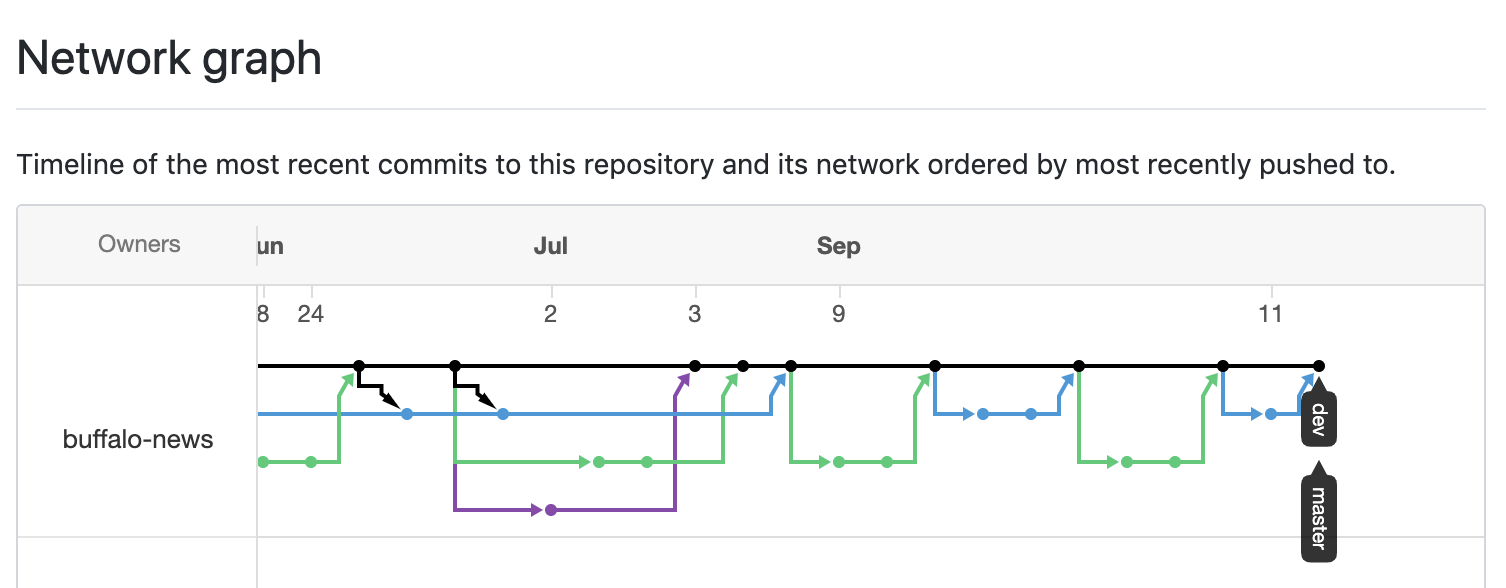 Network graph
Timeline of the most recent commits to this repository and its network ordered by most recently pushed to.
Owners un Jul Sep
8 24 2 3 9 11
buffalo-news
dev
master